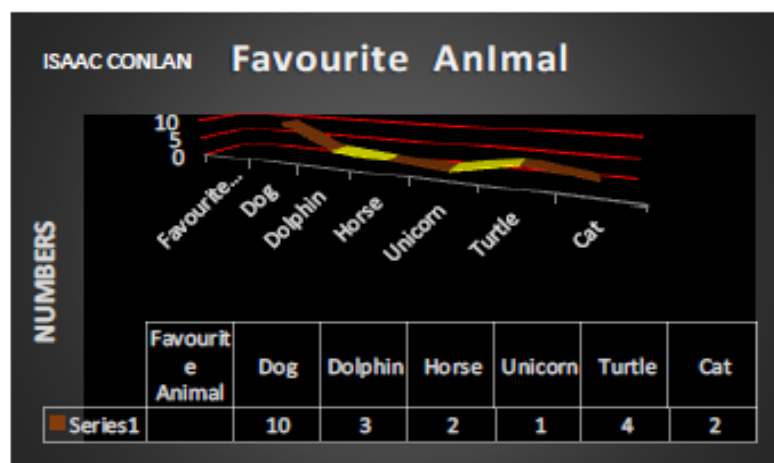 ISAAC CONLAN
Favourite AnImal
10
5
0
Favourite...
Dog
Dolphin
Horse
Unicorn
Turtle
Cat
NUMBERS
Favourit
e
Animal
Dog Dolphin Horse Unicorn Turtle Cat
Series1 10 3 2 1 4 2